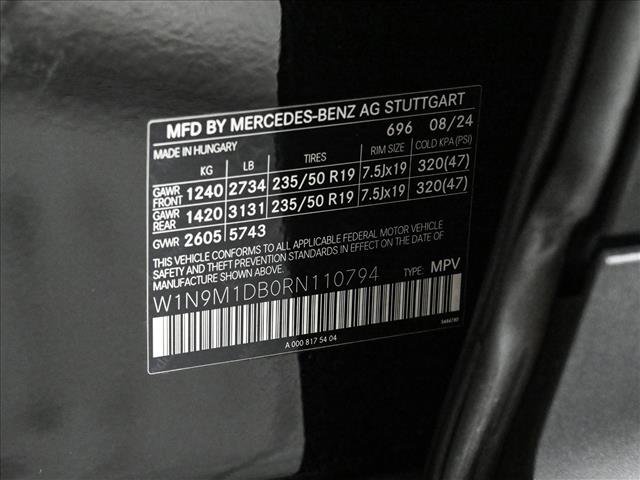 MFD BY MERCEDES-BENZ AG STUTTGART
MADE IN HUNGARY 696 08/24
KG LB TIRES RIM SIZE COLD KPA (PSI)
GAWR FRONT 1240 2734 235/50 R19 7.5Jx19 320(47)
GAWR REAR 1420 3131 235/50 R19 7.5Jx19 320(47)
GVWR 2605 5743
THIS VEHICLE CONFORMS TO ALL APPLICABLE FEDERAL MOTOR VEHICLE
SAFETY AND THEFT PREVENTION STANDARDS IN EFFECT ON THE DATE OF
MANUFACTURE SHOWN ABOVE.
W1N9M1DB0RN110794 TYPE: MPV
A 000 817 54 04